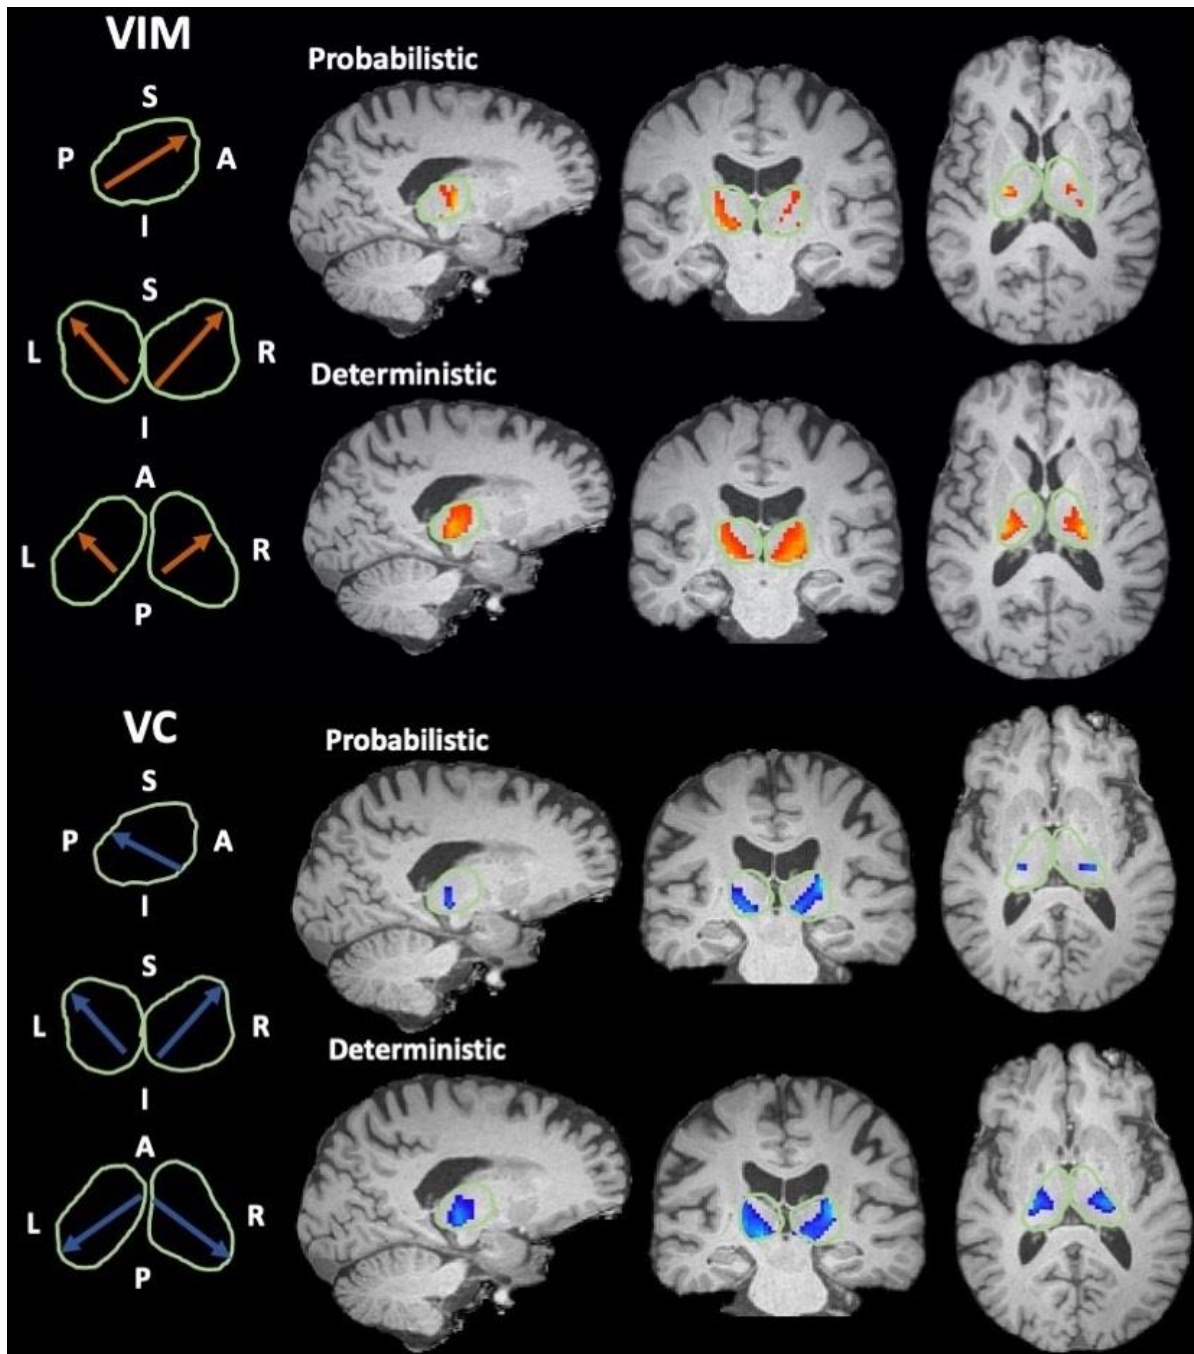 VIM
Probabilistic
S
P A
I
S
L R
I
Deterministic
A
L R
P
VC
Probabilistic
S
P A
I
S
L R
I
Deterministic
A
L R
P